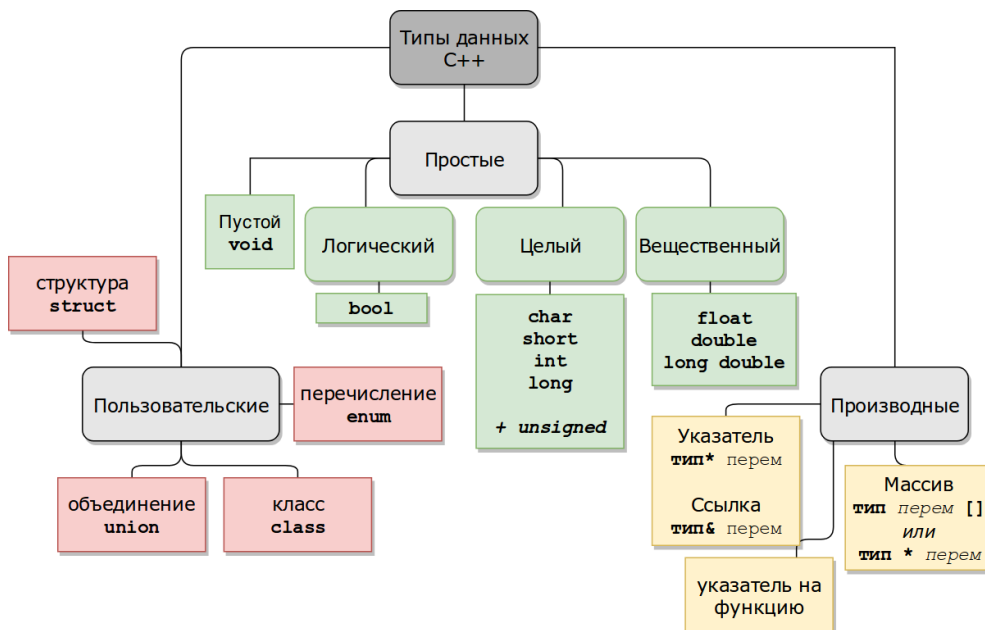 Типы данных
C++
Простые
Пустой
void
Логический
bool
Целый
char
short
int
long
+ unsigned
Вещественный
float
double
long double
структура
struct
Пользовательские
перечисление
enum
объединение
union
класс
class
Производные
Указатель
тип* перем
Ссылка
тип& перем
Массив
тип перем []
или
тип * перем
указатель на
функцию